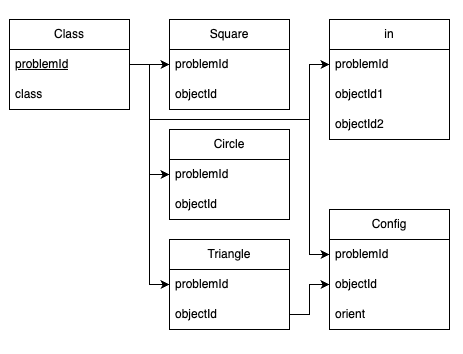 Class
problemId
class
Square
problemId
objectId
in
problemId
objectId1
objectId2
Circle
problemId
objectId
Triangle
problemId
objectId
Config
problemId
objectId
orient